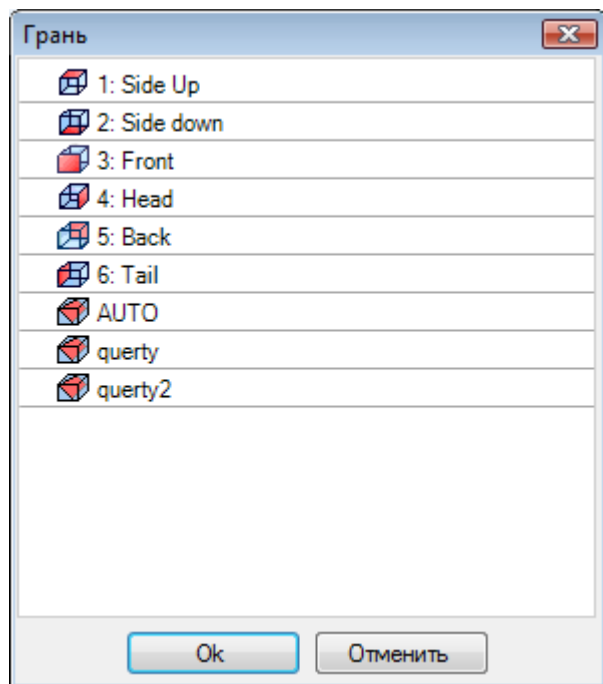 Грань
1: Side Up
2: Side down
3: Front
4: Head
5: Back
6: Tail
AUTO
querty
querty2
Ok Отменить